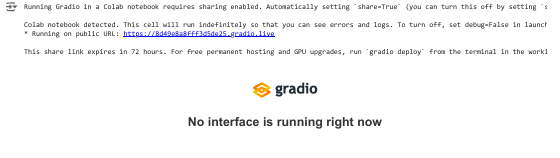 Running Gradio in a Colab notebook requires sharing enabled. Automatically setting `share=True` (you can turn this off by setting `s
Colab notebook detected. This cell will run indefinitely so that you can see errors and logs. To turn off, set debug=False in launch
* Running on public URL: https://8d49e8a8fff3d5de25.gradio.live
This share link expires in 72 hours. For free permanent hosting and GPU upgrades, run `gradio deploy` from the terminal in the worki
gradio
No interface is running right now